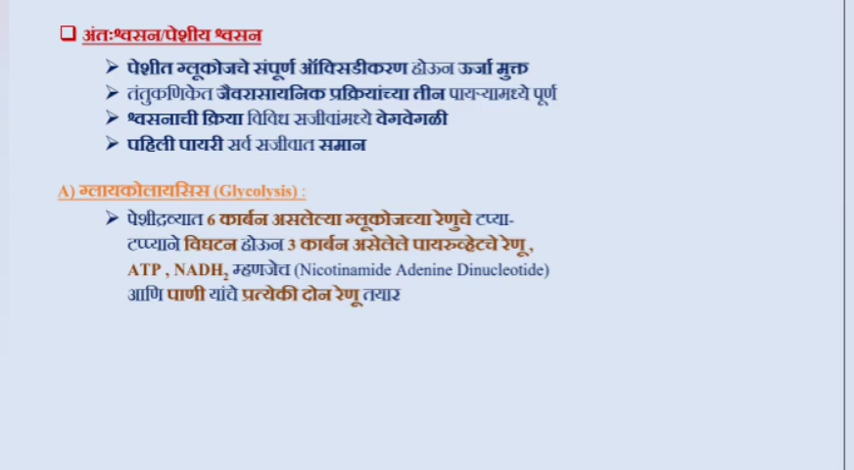 अंतःश्वसन/पेशीय श्वसन
पेशीत ग्लूकोजचे संपूर्ण ऑक्सिडीकरण होऊन ऊर्जा मुक्त
तंतुकणिकेत जैवरासायनिक प्रक्रियांच्या तीन पायऱ्यामध्ये पूर्ण
श्वसनाची क्रिया विविध सजीवांमध्ये वेगवेगळी
पहिली पायरी सर्व सजीवात समान
A) ग्लायकोलायसिस (Glycolysis) :
पेशीद्रव्यात 6 कार्बन असलेल्या ग्लूकोजच्या रेणुचे टप्या-
टप्प्याने विघटन होऊन 3 कार्बन असेलेले पायरुव्हेटचे रेणू ,
ATP , NADH₂ म्हणजेच (Nicotinamide Adenine Dinucleotide)
आणि पाणी यांचे प्रत्येकी दोन रेणू तयार